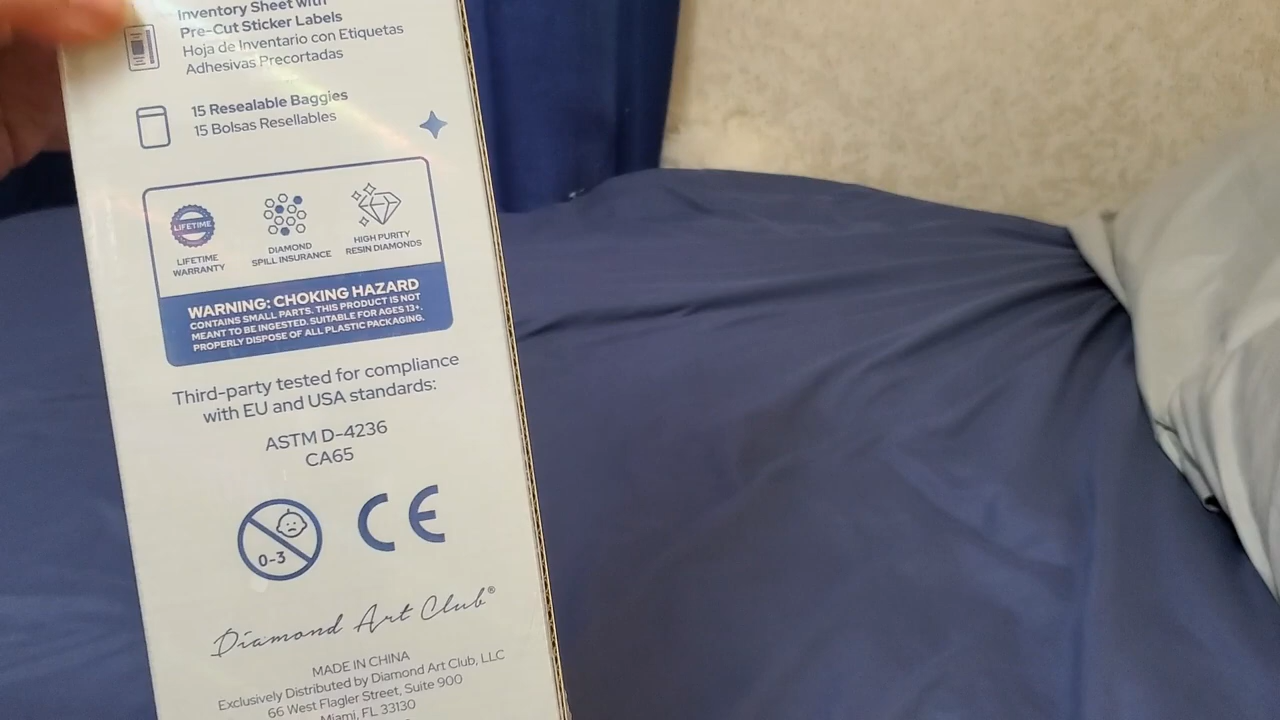 Inventory Sheet with
Pre-Cut Sticker Labels
Hoja de Inventario con Etiquetas
Adhesivas Precortadas
15 Resealable Baggies
15 Bolsas Resellables
LIFETIME
LIFETIME
WARRANTY
DIAMOND
SPILL INSURANCE
HIGH PURITY
RESIN DIAMONDS
WARNING: CHOKING HAZARD
CONTAINS SMALL PARTS. THIS PRODUCT IS NOT
MEANT TO BE INGESTED. SUITABLE FOR AGES 13+.
PROPERLY DISPOSE OF ALL PLASTIC PACKAGING.
Third-party tested for compliance
with EU and USA standards:
ASTM D-4236
CA65
0-3
CE
Diamond Art Club®
MADE IN CHINA
Exclusively Distributed by Diamond Art Club, LLC
66 West Flagler Street, Suite 900
Miami, FL 33130